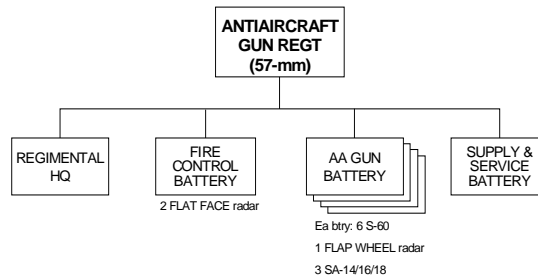 ANTIAIRCRAFT
GUN REGT
(57-mm)
REGIMENTAL
HQ
FIRE
CONTROL
BATTERY
2 FLAT FACE radar
AA GUN
BATTERY
Ea btry: 6 S-60
1 FLAP WHEEL radar
3 SA-14/16/18
SUPPLY &
SERVICE
BATTERY